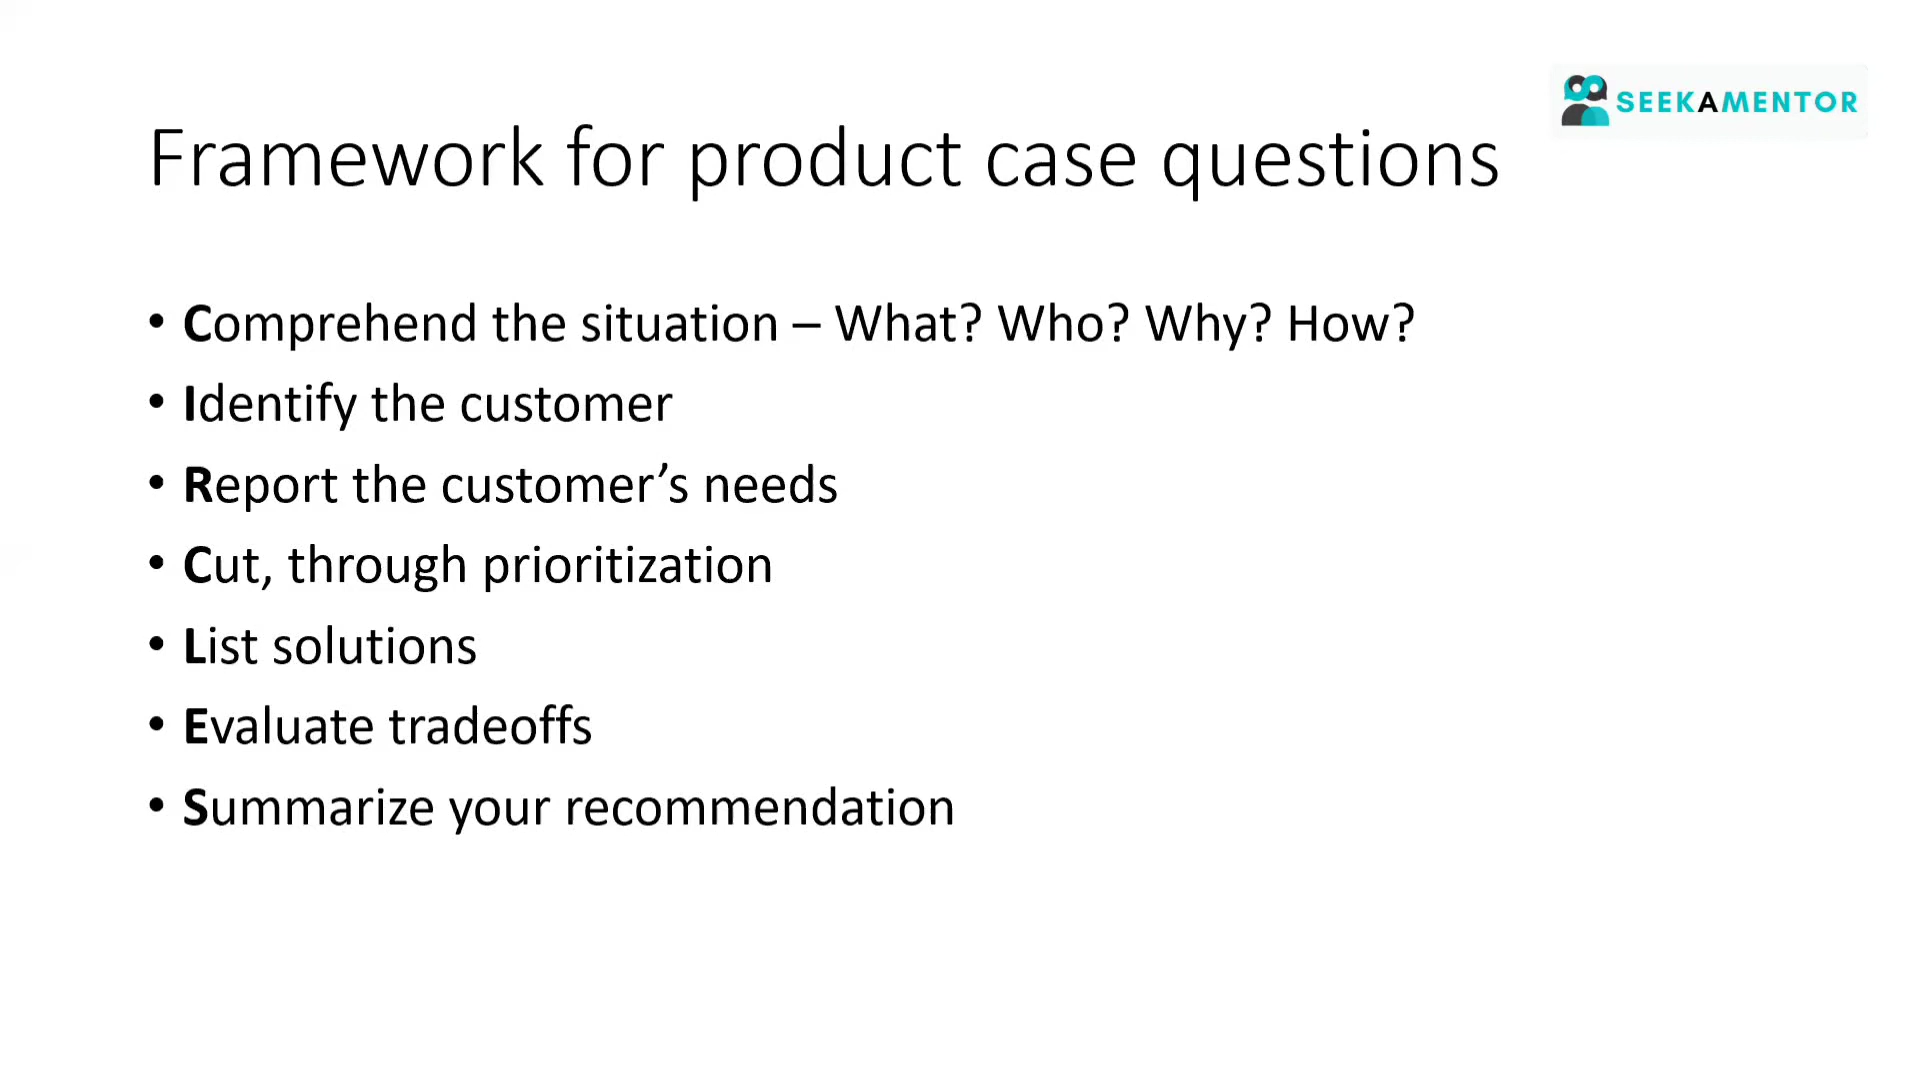 SEEKAMENTOR
Framework for product case questions
• Comprehend the situation – What? Who? Why? How?
• Identify the customer
• Report the customer’s needs
• Cut, through prioritization
• List solutions
• Evaluate tradeoffs
• Summarize your recommendation